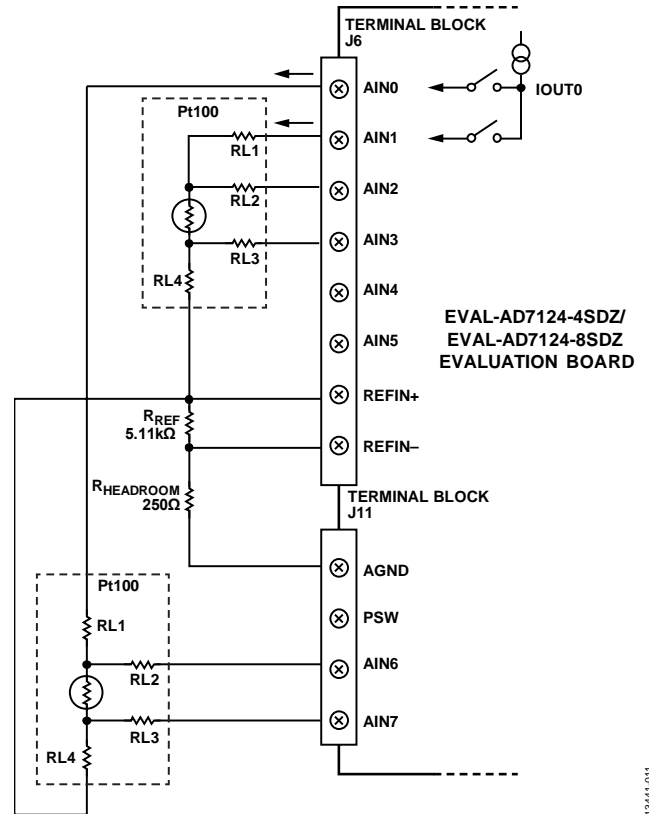 TERMINAL BLOCK
J6
AIN0
IOUT0
Pt100
RL1
AIN1
RL2
AIN2
RL3
AIN3
RL4
AIN4
AIN5
EVAL-AD7124-4SDZ/
EVAL-AD7124-8SDZ
EVALUATION BOARD
REFIN+
RREF
5.11kΩ
REFIN–
RHEADROOM
250Ω
TERMINAL BLOCK
J11
AGND
Pt100
PSW
RL1
AIN6
RL2
AIN7
RL3
RL4
13441-011